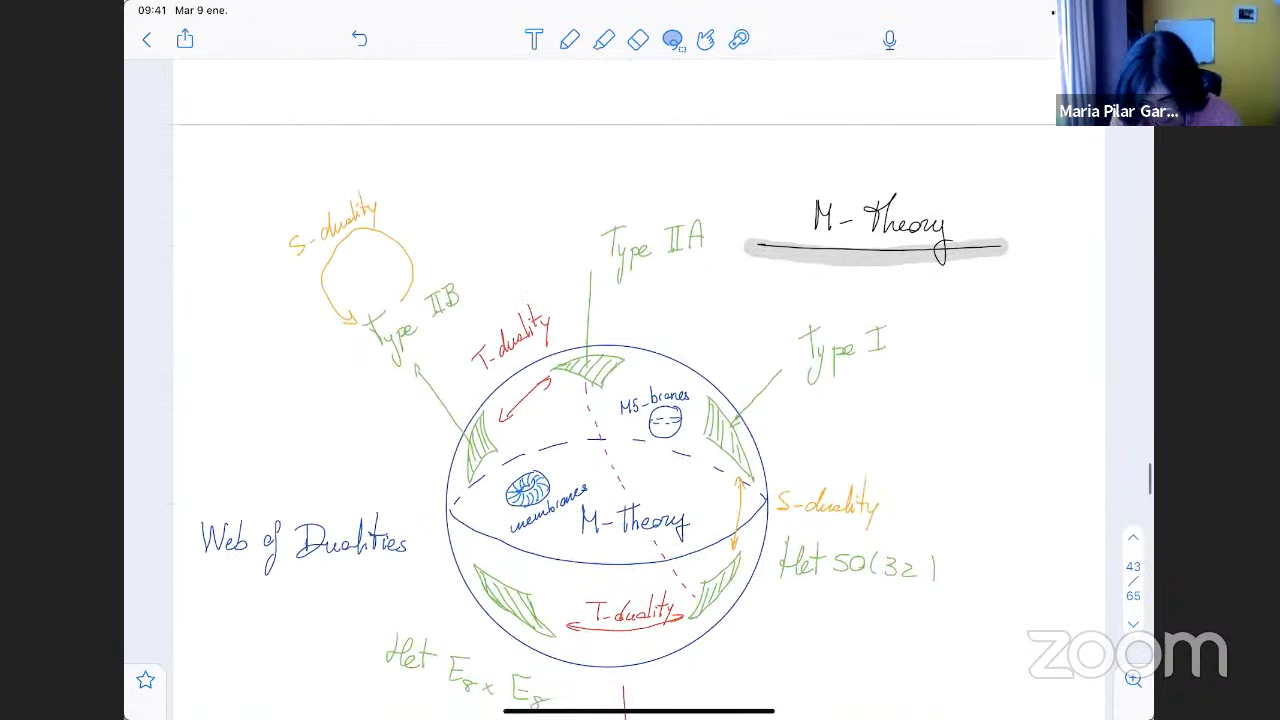 09:41 Mar 9 ene.
Maria Pilar Gar...
M-Theory
S-duality
Type IIA
Type IIB
T-duality
Type I
M5-branes
membranes
M-Theory
S-duality
Web of Dualities
Het SO(32)
T-duality
Het E8 x E8
43
/
65
zoom